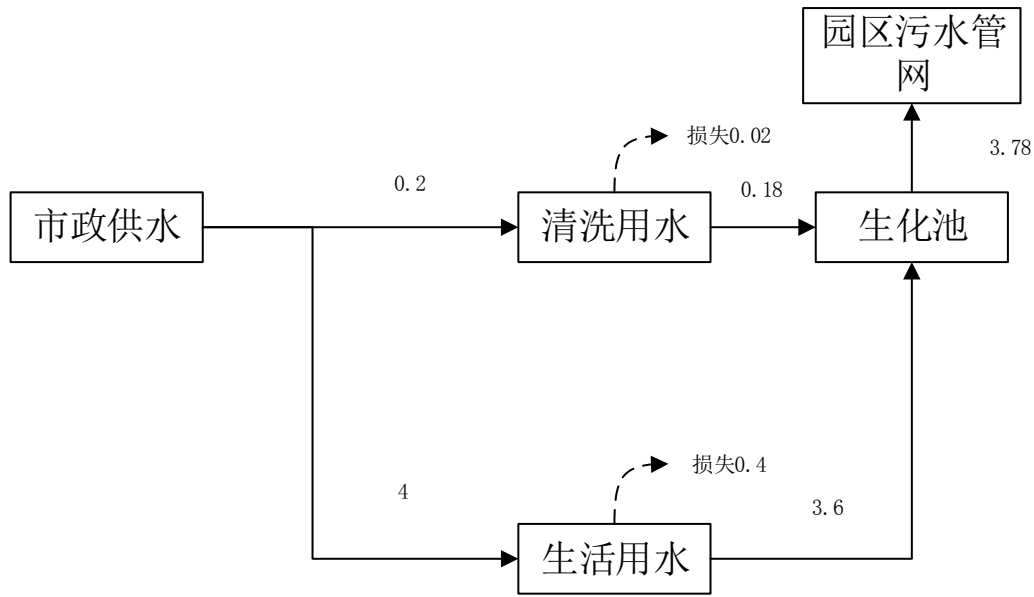 园区污水管
网
损失0.02
3.78
0.2
0.18
市政供水
清洗用水
生化池
损失0.4
4
3.6
生活用水